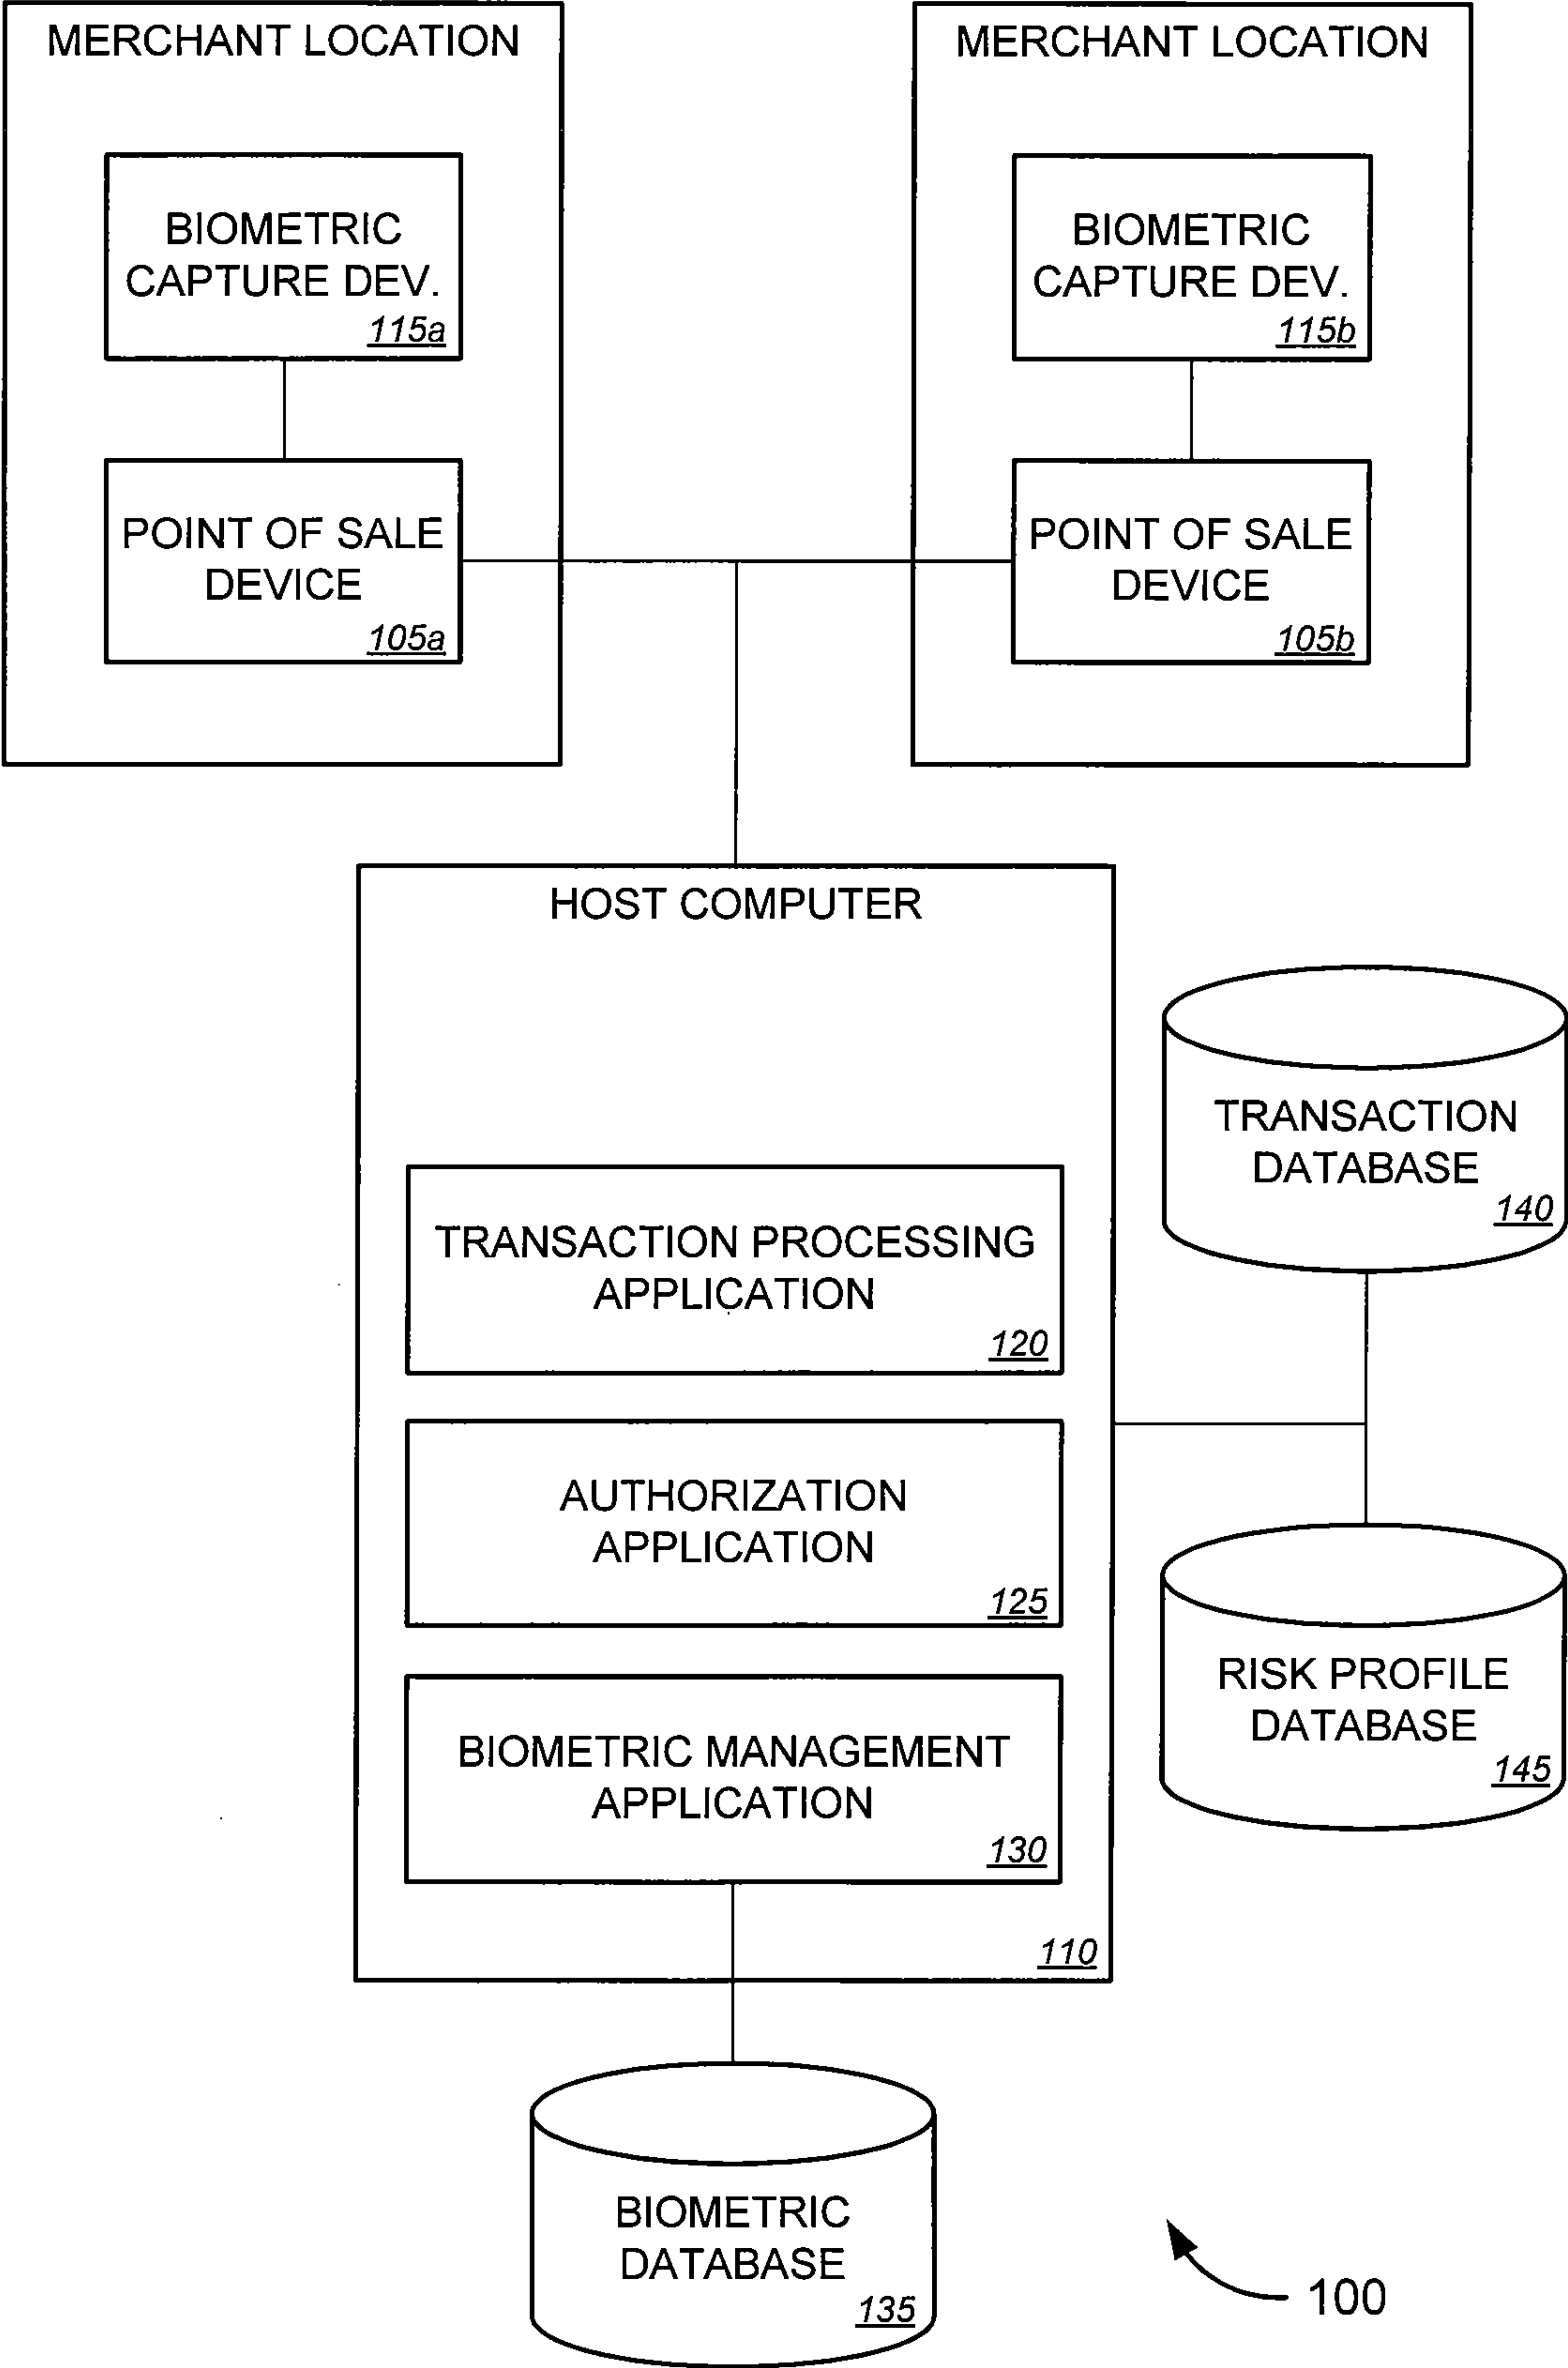 MERCHANT LOCATION
BIOMETRIC
CAPTURE DEV.
115a
POINT OF SALE
DEVICE
105a
MERCHANT LOCATION
BIOMETRIC
CAPTURE DEV.
115b
POINT OF SALE
DEVICE
105b
HOST COMPUTER
TRANSACTION PROCESSING
APPLICATION
120
AUTHORIZATION
APPLICATION
125
BIOMETRIC MANAGEMENT
APPLICATION
130
110
TRANSACTION
DATABASE
140
RISK PROFILE
DATABASE
145
BIOMETRIC
DATABASE
135
100